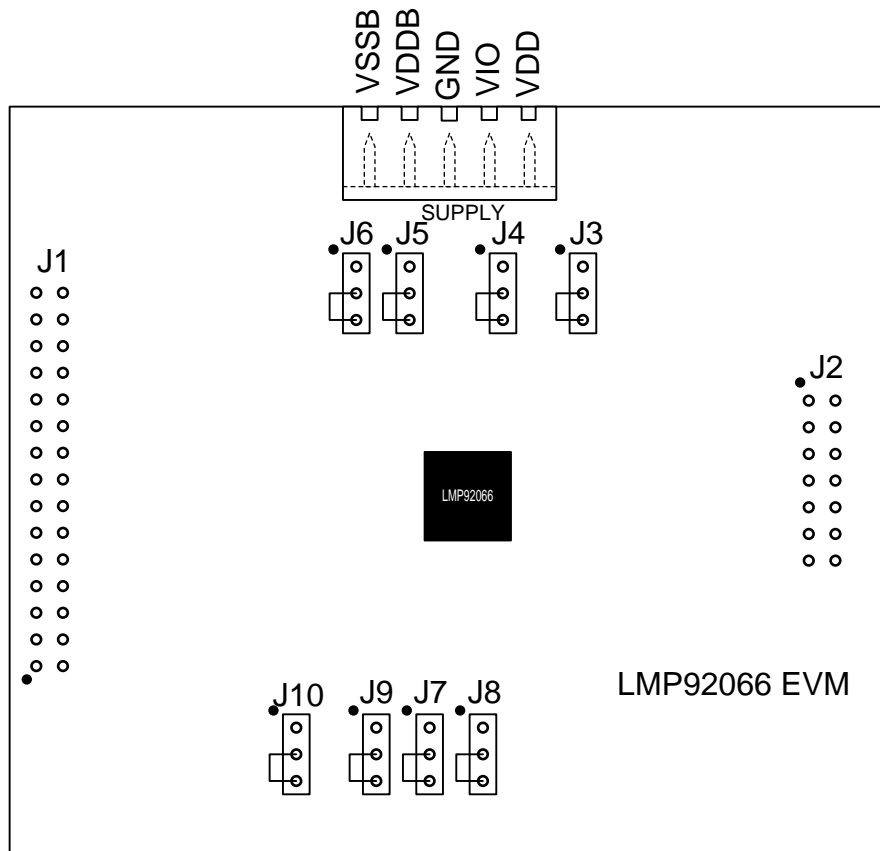 VSSB
VDDB
GND
VIO
VDD
SUPPLY
J6
J5
J4
J3
J1
J2
LMP92066
LMP92066 EVM
J10
J9
J7
J8